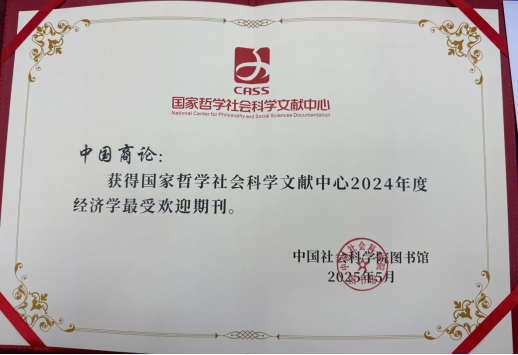 CASS
国家哲学社会科学文献中心
National Center for Philosophy and Social Sciences Documentation
中国商论：
获得国家哲学社会科学文献中心2024年度
经济学最受欢迎期刊。
中国社会科学院图书馆
2025年5月